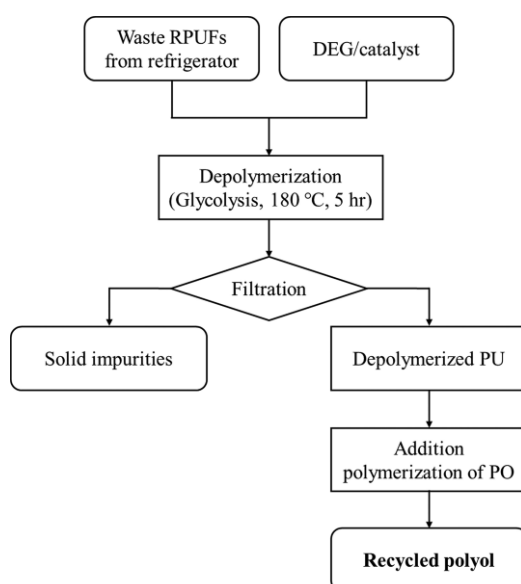 Waste RPUFs
from refrigerator
DEG/catalyst
Depolymerization
(Glycolysis, 180 ℃, 5 hr)
Filtration
Solid impurities
Depolymerized PU
Addition
polymerization of PO
Recycled polyol